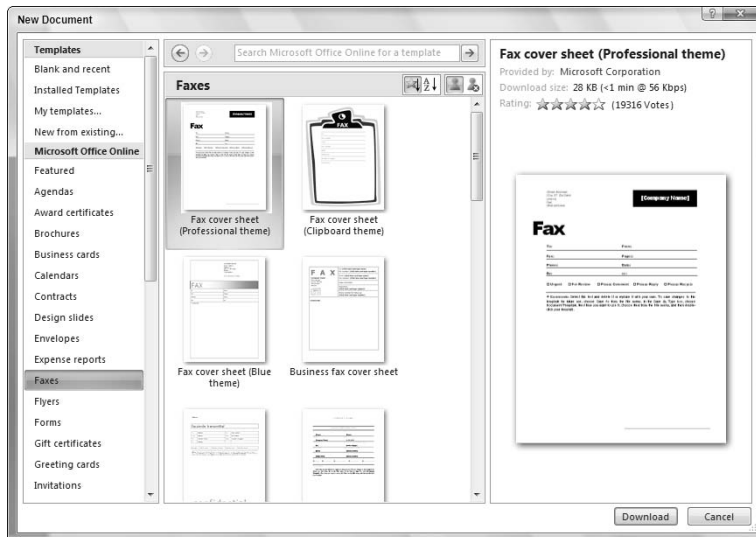 New Document
Templates
Blank and recent
Installed Templates
My templates...
New from existing...
Microsoft Office Online
Featured
Agendas
Award certificates
Brochures
Business cards
Calendars
Contracts
Design slides
Envelopes
Expense reports
Faxes
Flyers
Forms
Gift certificates
Greeting cards
Invitations
Search Microsoft Office Online for a template
Faxes
Fax
FAX
Fax cover sheet
(Professional theme)
Fax cover sheet
(Clipboard theme)
FAX
FAX
Fax cover sheet (Blue
theme)
Business fax cover sheet
confidential
Fax cover sheet (Professional theme)
Provided by: Microsoft Corporation
Download size: 28 KB (<1 min @ 56 Kbps)
Rating: (19316 Votes)
[Company Name]
Fax
Download
Cancel